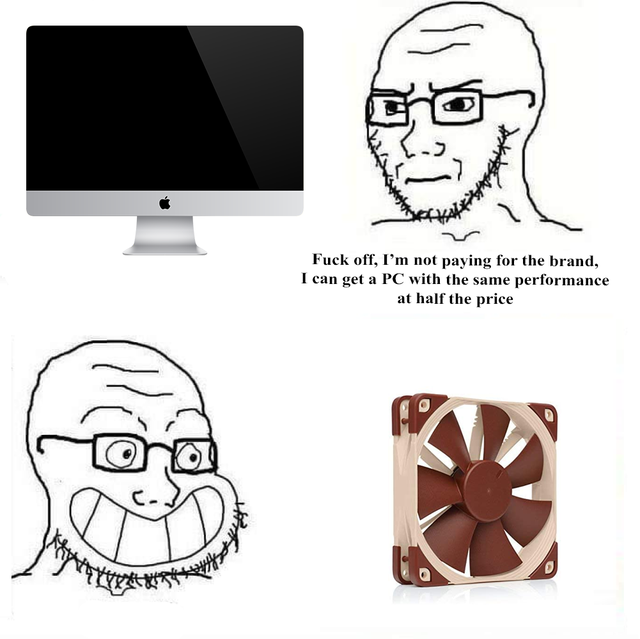 Fuck off, I'm not paying for the brand,
I can get a PC with the same performance
at half the price